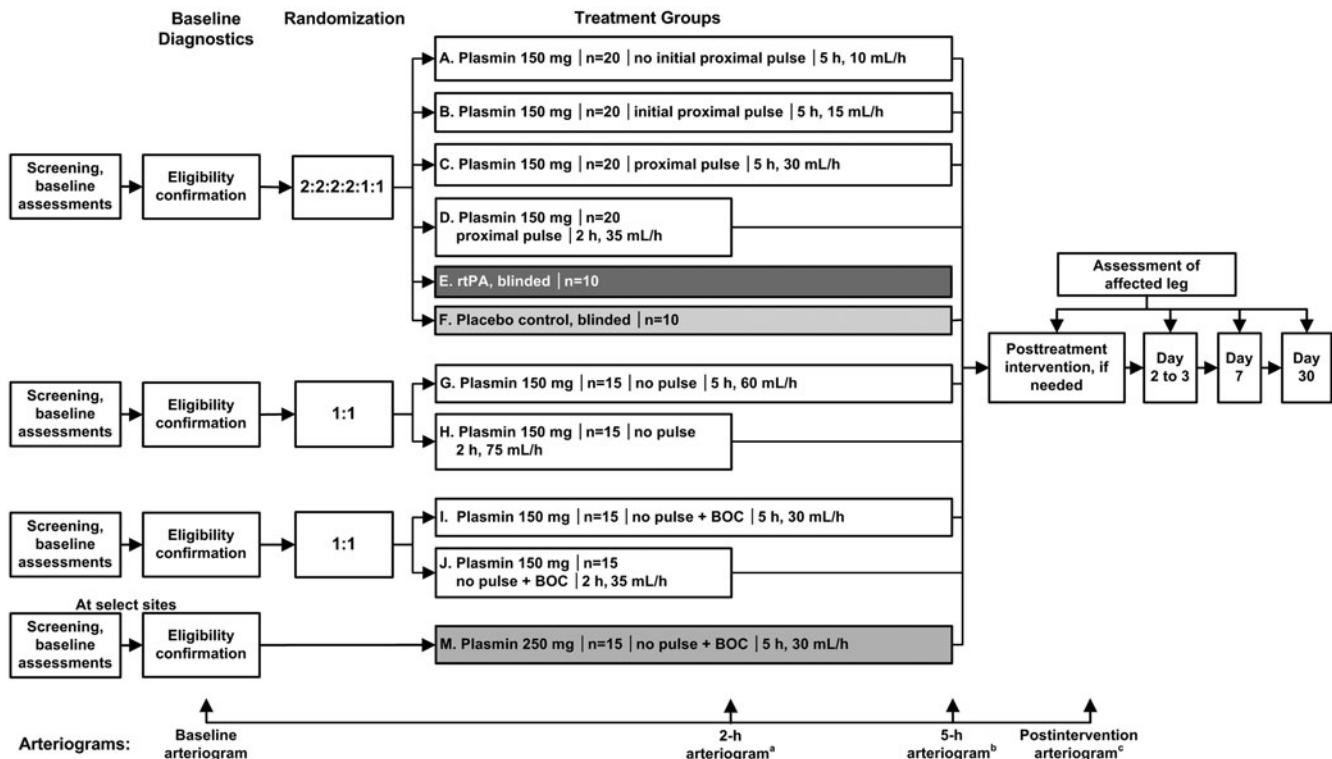 Baseline
Diagnostics
Randomization
Treatment Groups
Screening,
baseline
assessments
Eligibility
confirmation
2:2:2:2:1:1
A. Plasmin 150 mg | n=20 | no initial proximal pulse | 5 h, 10 mL/h
B. Plasmin 150 mg | n=20 | initial proximal pulse | 5 h, 15 mL/h
C. Plasmin 150 mg | n=20 | proximal pulse | 5 h, 30 mL/h
D. Plasmin 150 mg | n=20
proximal pulse | 2 h, 35 mL/h
E. rtPA, blinded | n=10
F. Placebo control, blinded | n=10
Screening,
baseline
assessments
Eligibility
confirmation
1:1
G. Plasmin 150 mg | n=15 | no pulse | 5 h, 60 mL/h
H. Plasmin 150 mg | n=15 | no pulse
2 h, 75 mL/h
Screening,
baseline
assessments
Eligibility
confirmation
1:1
I. Plasmin 150 mg | n=15 | no pulse + BOC | 5 h, 30 mL/h
J. Plasmin 150 mg | n=15
no pulse + BOC | 2 h, 35 mL/h
At select sites
Screening,
baseline
assessments
Eligibility
confirmation
M. Plasmin 250 mg | n=15 | no pulse + BOC | 5 h, 30 mL/h
Assessment of
affected leg
Posttreatment
intervention, if
needed
Day
2 to 3
Day
7
Day
30
Arteriograms:
Baseline
arteriogram
2-h
arteriogramᵃ
5-h
arteriogramᵇ
Postintervention
arteriogramᶜ